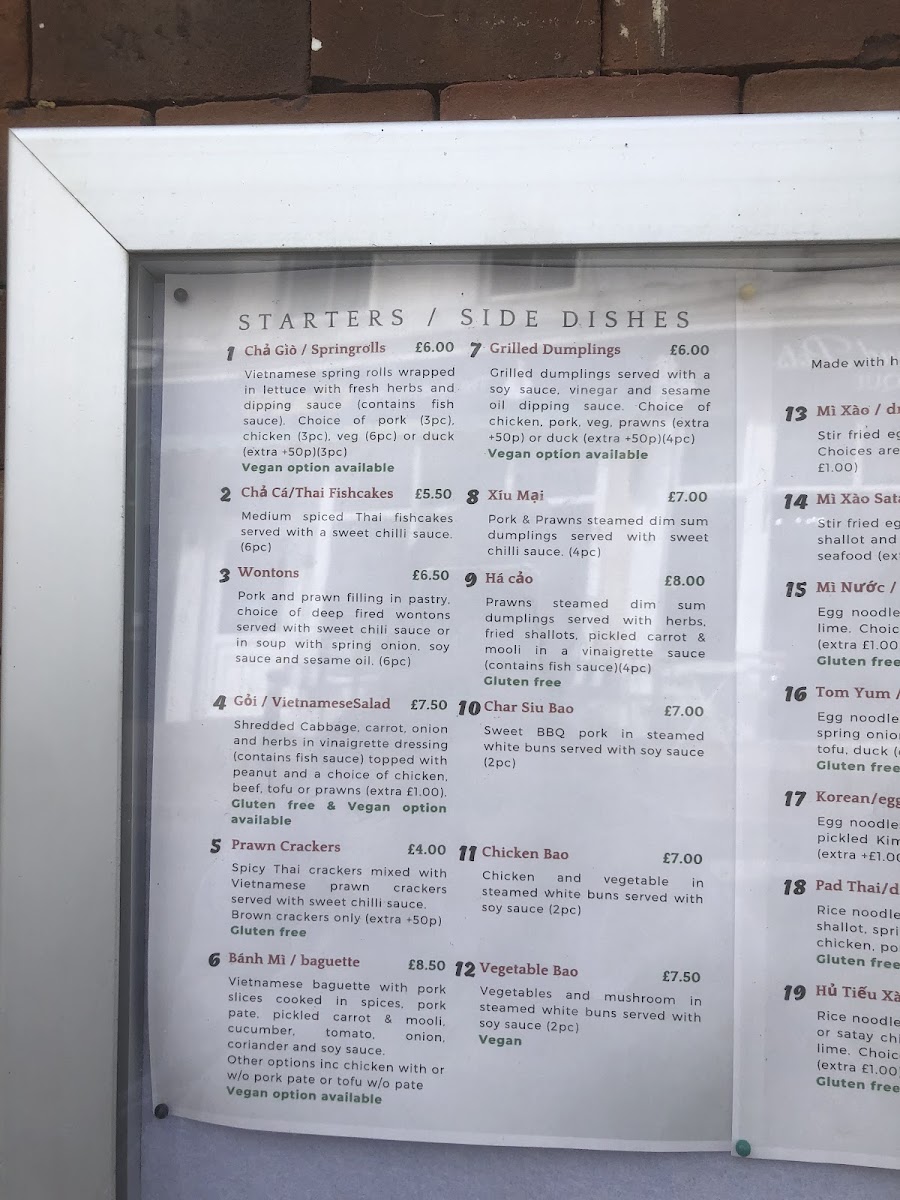 STARTERS / SIDE DISHES
1 Chả Giò / Springrolls £6.00
Vietnamese spring rolls wrapped
in lettuce with fresh herbs and
dipping sauce (contains fish
sauce). Choice of pork (3pc),
chicken (3pc), veg (6pc) or duck
(extra +50p)(3pc)
Vegan option available
2 Chả Cá/Thai Fishcakes £5.50
Medium spiced Thai fishcakes
served with a sweet chilli sauce.
(6pc)
3 Wontons £6.50
Pork and prawn filling in pastry,
choice of deep fired wontons
served with sweet chili sauce or
in soup with spring onion, soy
sauce and sesame oil. (6pc)
4 Gỏi / VietnameseSalad £7.50
Shredded Cabbage, carrot, onion
and herbs in vinaigrette dressing
(contains fish sauce) topped with
peanut and a choice of chicken,
beef, tofu or prawns (extra £1.00).
Gluten free & Vegan option
available
5 Prawn Crackers £4.00
Spicy Thai crackers mixed with
Vietnamese prawn crackers
served with sweet chilli sauce.
Brown crackers only (extra +50p)
Gluten free
6 Bánh Mì / baguette £8.50
Vietnamese baguette with pork
slices cooked in spices, pork
pate, pickled carrot & mooli,
cucumber, tomato, onion,
coriander and soy sauce.
Other options inc chicken with or
w/o pork pate or tofu w/o pate
Vegan option available
7 Grilled Dumplings £6.00
Grilled dumplings served with a
soy sauce, vinegar and sesame
oil dipping sauce. Choice of
chicken, pork, veg, prawns (extra
+50p) or duck (extra +50p)(4pc)
Vegan option available
8 Xíu Mại £7.00
Pork & Prawns steamed dim sum
dumplings served with sweet
chilli sauce. (4pc)
9 Há cảo £8.00
Prawns steamed dim sum
dumplings served with herbs,
fried shallots, pickled carrot &
mooli in a vinaigrette sauce
(contains fish sauce)(4pc)
Gluten free
10 Char Siu Bao £7.00
Sweet BBQ pork in steamed
white buns served with soy sauce
(2pc)
11 Chicken Bao £7.00
Chicken and vegetable in
steamed white buns served with
soy sauce (2pc)
12 Vegetable Bao £7.50
Vegetables and mushroom in
steamed white buns served with
soy sauce (2pc)
Vegan
Made with
13 Mì Xào /
Stir fried
Choices are
£1.00)
14 Mì Xào
Stir fried
shallot and
seafood
15 Mì Nước /
Egg noodle
lime.
(extra £1.00
Gluten free
16 Tom Yum /
Egg noodle
spring
tofu, duck
Gluten free
17 Korean/egg
Egg noodle
pickled
(extra +£1.00
18 Pad Thai/
Rice noodle
shallot,
chicken,
Gluten free
19 Hủ Tiếu
Rice noodle
or satay
lime.
(extra £1.00
Gluten free